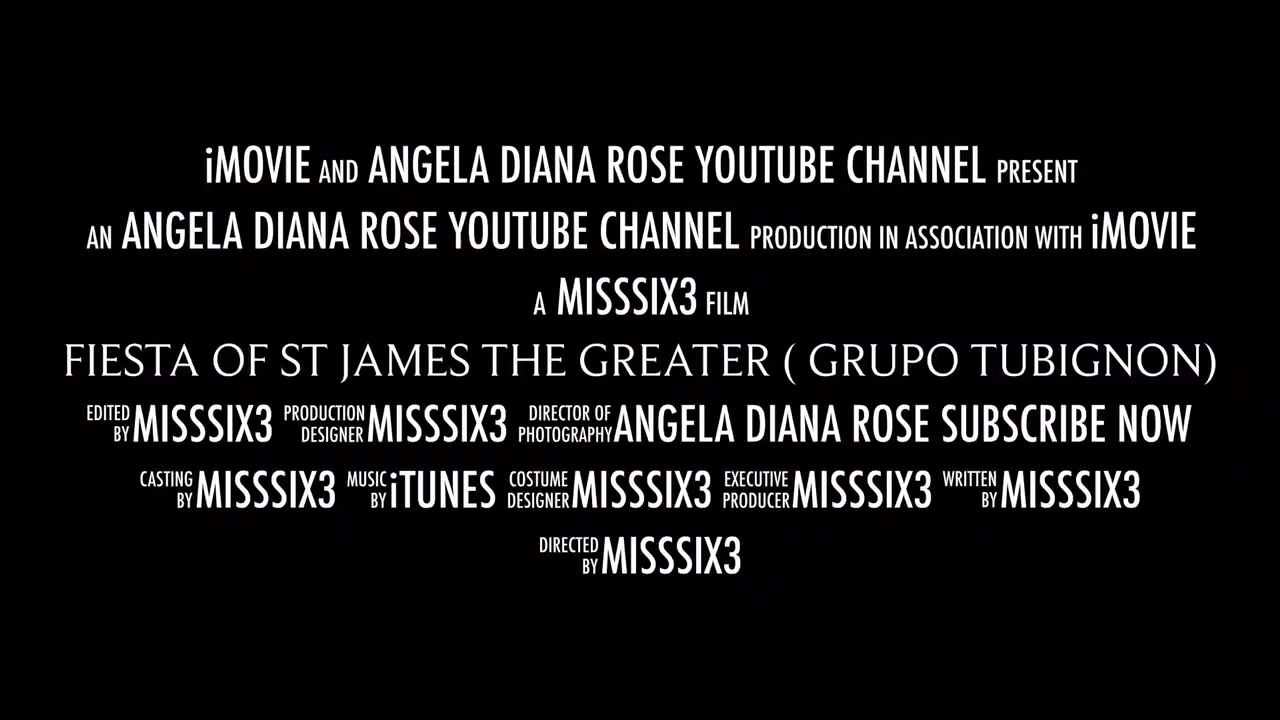 iMOVIE AND ANGELA DIANA ROSE YOUTUBE CHANNEL PRESENT
AN ANGELA DIANA ROSE YOUTUBE CHANNEL PRODUCTION IN ASSOCIATION WITH iMOVIE
A MISSSIX3 FILM
FIESTA OF ST JAMES THE GREATER ( GRUPO TUBIGNON)
EDITED BY MISSSIX3 PRODUCTION DESIGNER MISSSIX3 DIRECTOR OF PHOTOGRAPHY ANGELA DIANA ROSE SUBSCRIBE NOW
CASTING BY MISSSIX3 MUSIC BY iTUNES COSTUME DESIGNER MISSSIX3 EXECUTIVE PRODUCER MISSSIX3 WRITTEN BY MISSSIX3
DIRECTED BY MISSSIX3